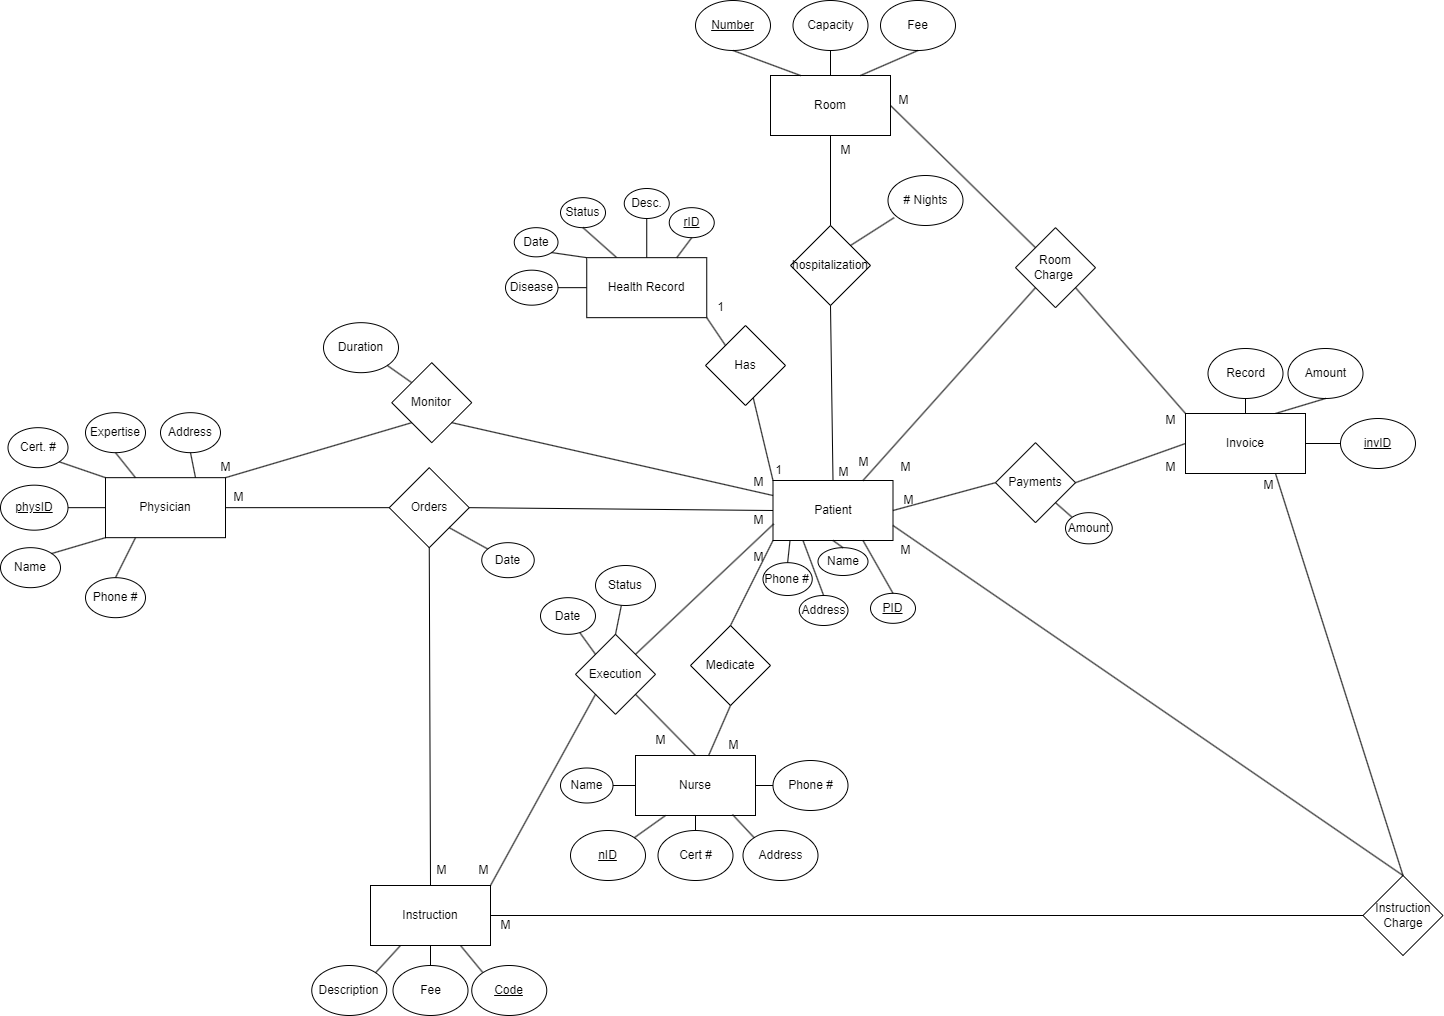 Number
Capacity
Fee
Room
M
M
# Nights
Desc.
Status
rID
Date
Disease
Health Record
hospitalization
Room
Charge
1
Has
Duration
Monitor
Record
Amount
Invoice
invID
M
M
M
Expertise
Address
Cert. #
physID
Physician
Name
Phone #
M
M
Orders
Date
1
M
M
M
M
M
M
M
M
Patient
Payments
Amount
Phone #
Name
Address
PID
Status
Date
Execution
Medicate
M
M
Name
Nurse
Phone #
nID
Cert #
Address
M
M
M
Instruction
Instruction
Charge
Description
Fee
Code